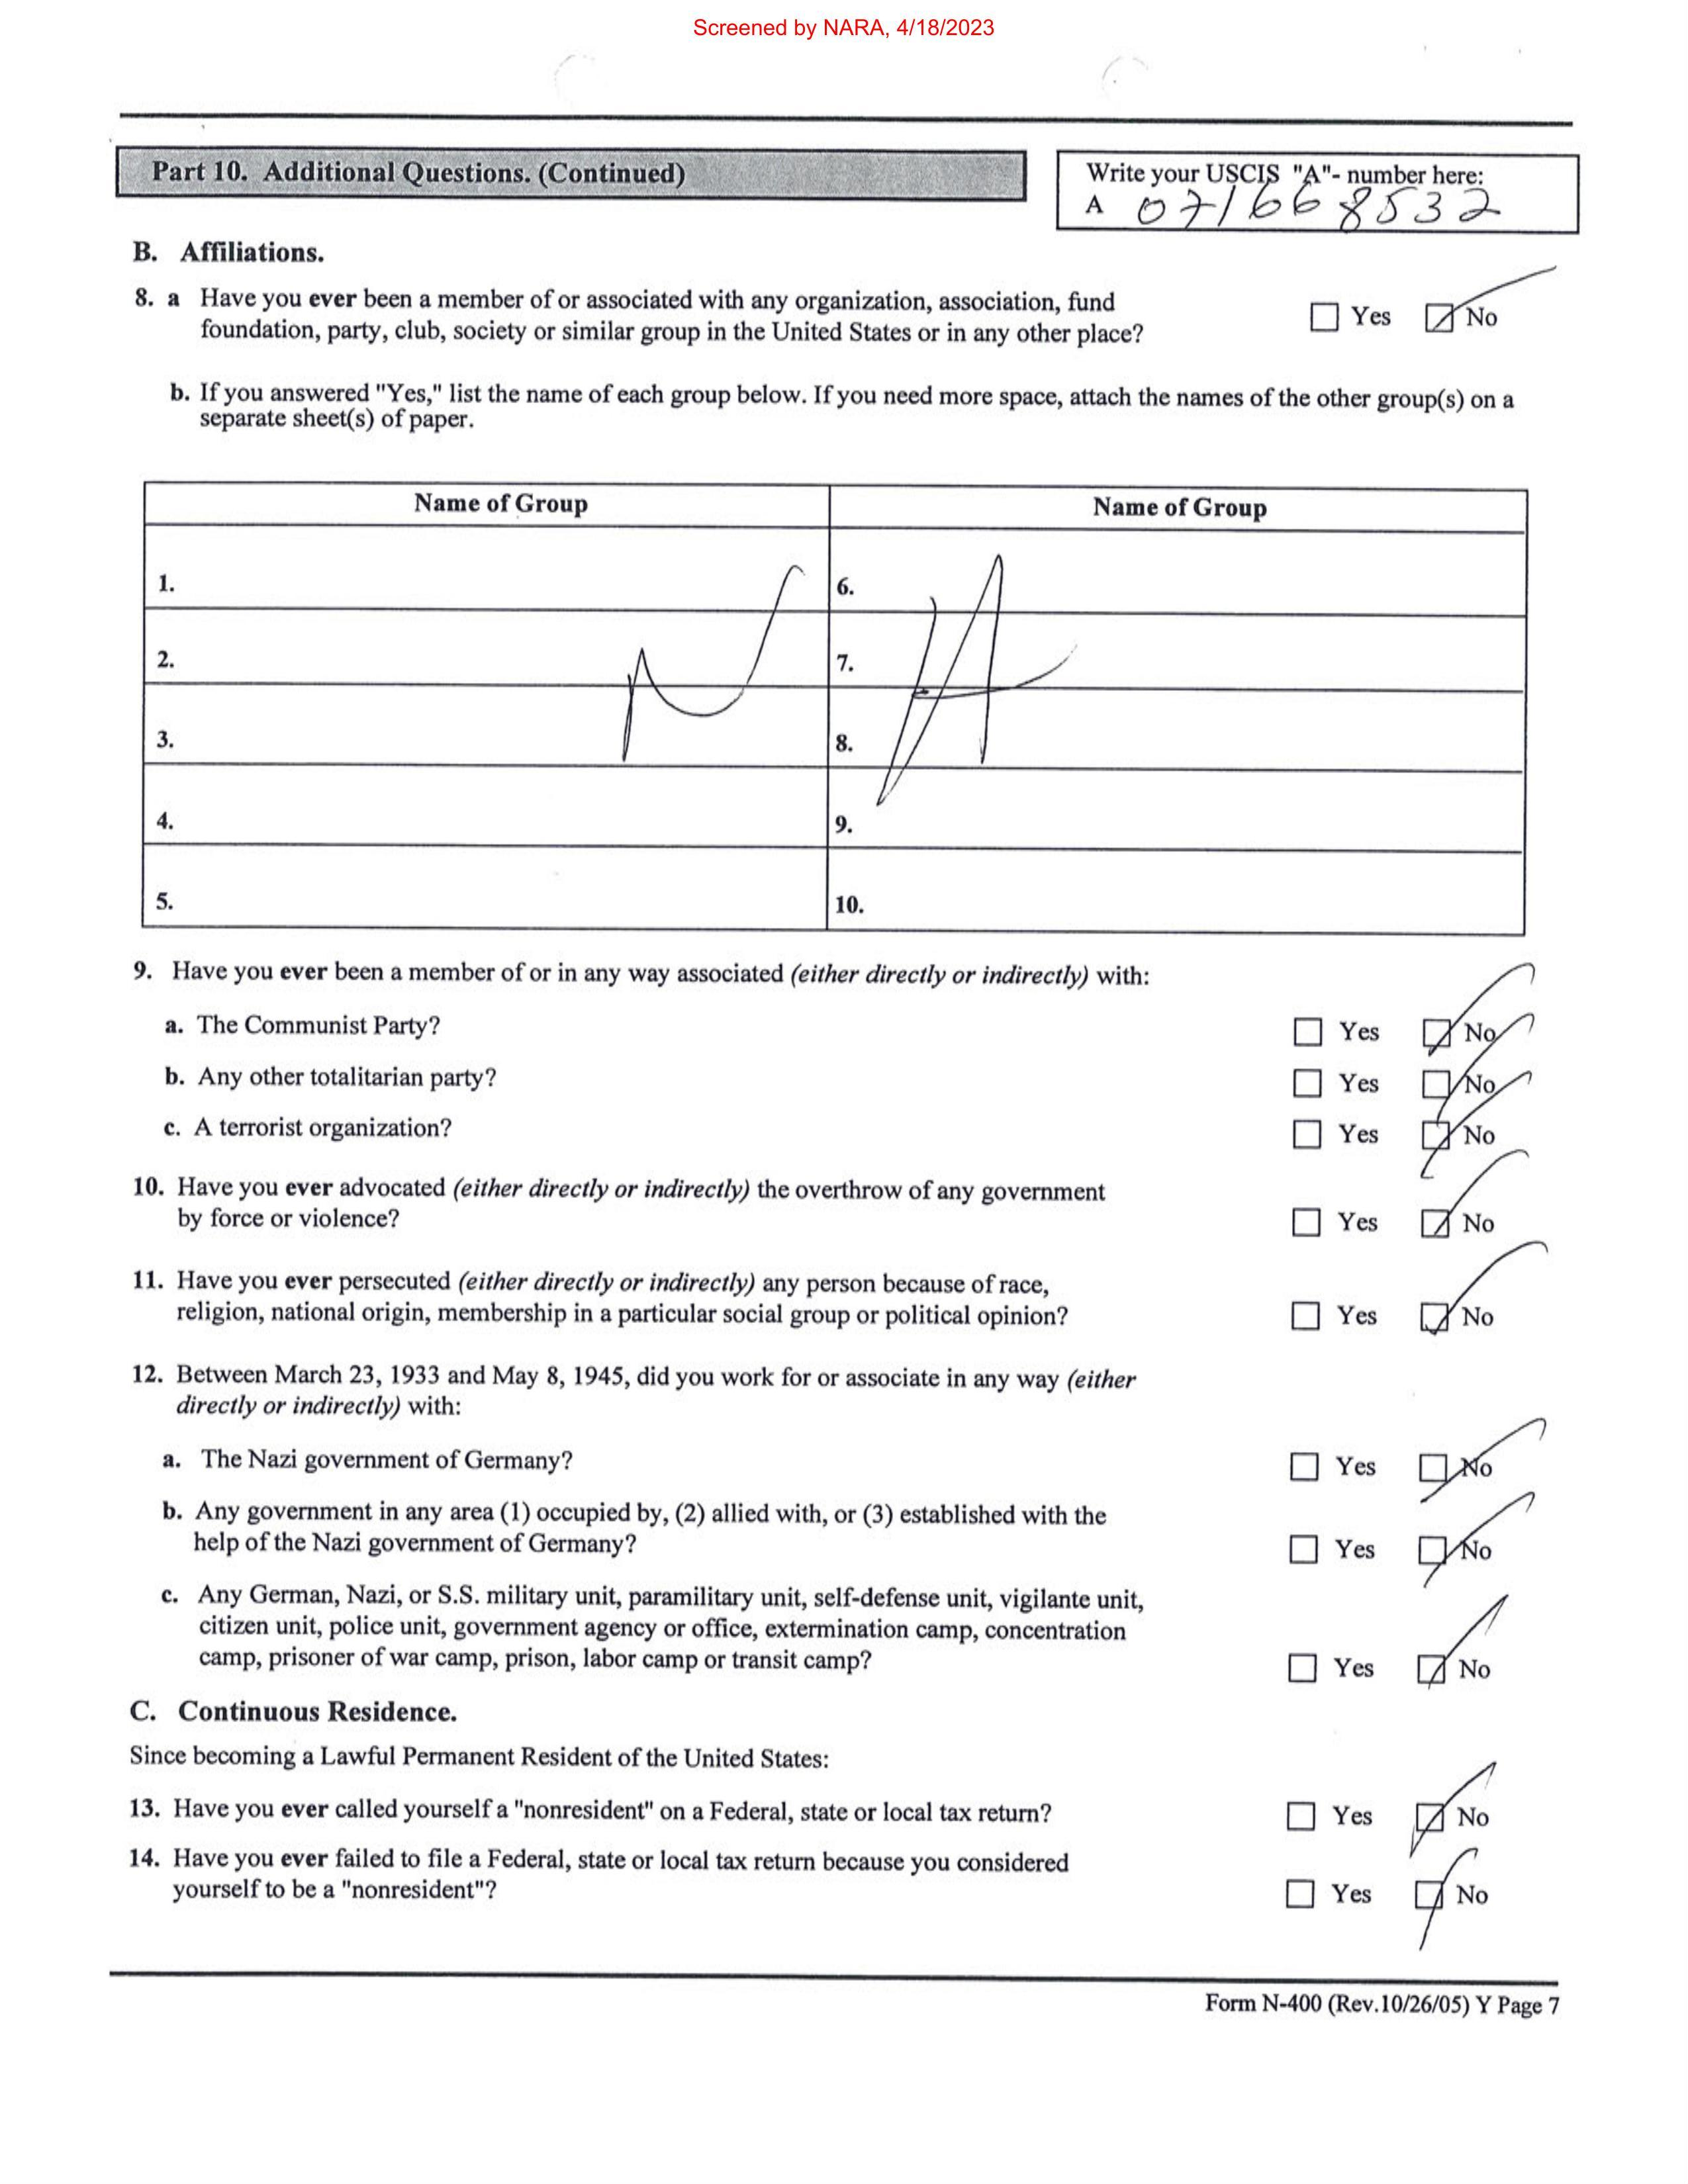 Screened by NARA, 4/18/2023
Part 10. Additional Questions. (Continued)
Write your USCIS "A"- number here:
A 071668532
B. Affiliations.
8. a Have you ever been a member of or associated with any organization, association, fund
foundation, party, club, society or similar group in the United States or in any other place?
Yes No
b. If you answered "Yes," list the name of each group below. If you need more space, attach the names of the other group(s) on a
separate sheet(s) of paper.
Name of Group Name of Group
1. 6.
2. 7.
N/A
3. 8.
4. 9.
5. 10.
9. Have you ever been a member of or in any way associated (either directly or indirectly) with:
a. The Communist Party? Yes No
b. Any other totalitarian party? Yes No
c. A terrorist organization? Yes No
10. Have you ever advocated (either directly or indirectly) the overthrow of any government
by force or violence? Yes No
11. Have you ever persecuted (either directly or indirectly) any person because of race,
religion, national origin, membership in a particular social group or political opinion? Yes No
12. Between March 23, 1933 and May 8, 1945, did you work for or associate in any way (either
directly or indirectly) with:
a. The Nazi government of Germany? Yes No
b. Any government in any area (1) occupied by, (2) allied with, or (3) established with the
help of the Nazi government of Germany? Yes No
c. Any German, Nazi, or S.S. military unit, paramilitary unit, self-defense unit, vigilante unit,
citizen unit, police unit, government agency or office, extermination camp, concentration
camp, prisoner of war camp, prison, labor camp or transit camp? Yes No
C. Continuous Residence.
Since becoming a Lawful Permanent Resident of the United States:
13. Have you ever called yourself a "nonresident" on a Federal, state or local tax return? Yes No
14. Have you ever failed to file a Federal, state or local tax return because you considered
yourself to be a "nonresident"? Yes No
Form N-400 (Rev.10/26/05) Y Page 7